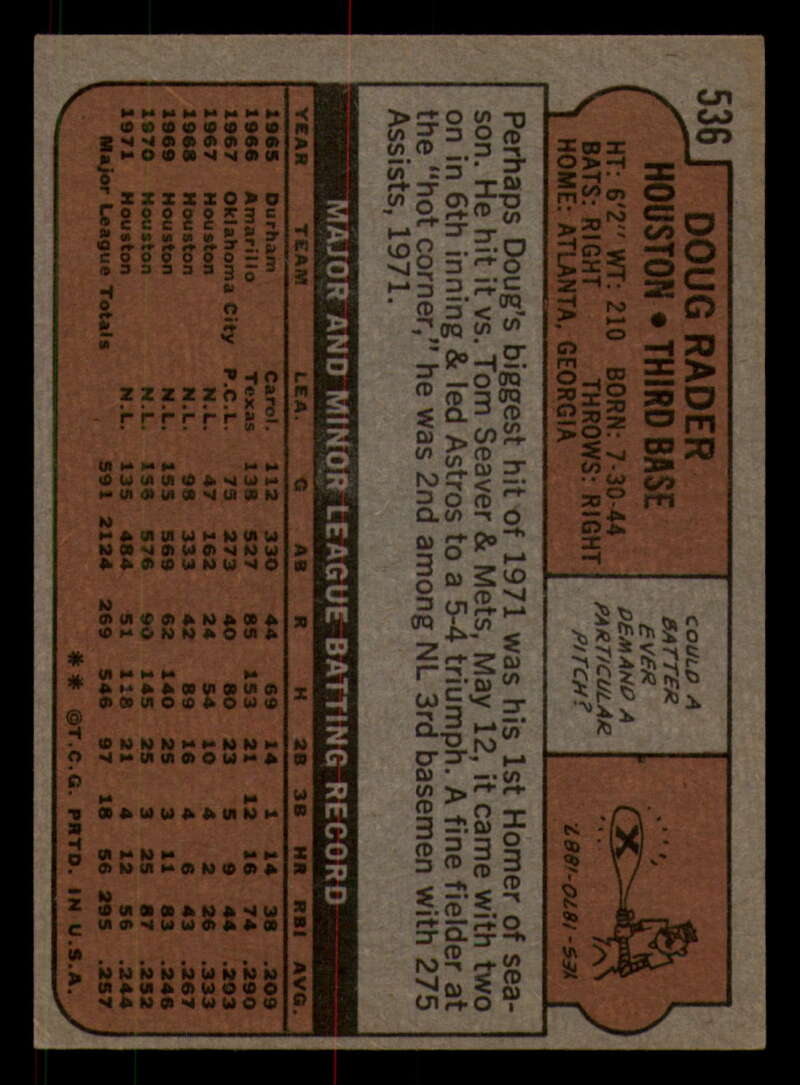 536
DOUG RADER
HOUSTON • THIRD BASE
HT: 6'2" WT: 210 BORN: 7-30-44
BATS: RIGHT THROWS: RIGHT
HOME: ATLANTA, GEORGIA
COULD A
BATTER
EVER
DEMAND A
PARTICULAR
PITCH?
X
YES-1870-1887.
Perhaps Doug's biggest hit of 1971 was his 1st Homer of sea-
son. He hit it vs. Tom Seaver & Mets, May 12, it came with two
on in 6th inning & led Astros to a 5-4 triumph. A fine fielder at
the "hot corner," he was 2nd among NL 3rd basemen with 275
Assists, 1971.
MAJOR AND MINOR LEAGUE BATTING RECORD
YEAR TEAM LEA. G AB R H 2B 3B HR RBI AVG.
1965 Durham Carol. 112 330 44 69 14 1 14 38 .209
1966 Amarillo Texas 138 527 85 153 21 12 16 74 .290
1967 Oklahoma City P.C.L. 75 273 40 80 23 5 9 44 .293
1967 Houston N.L. 47 162 24 54 10 4 2 26 .333
1968 Houston N.L. 98 333 42 89 16 4 6 43 .267
1969 Houston N.L. 155 569 62 140 25 3 11 83 .246
1970 Houston N.L. 156 576 90 145 25 3 25 87 .252
1971 Houston N.L. 135 484 51 118 21 4 12 56 .244
Major League Totals 591 2124 269 546 97 18 56 295 .257
** ©T.C.G. PRTD. IN U.S.A.